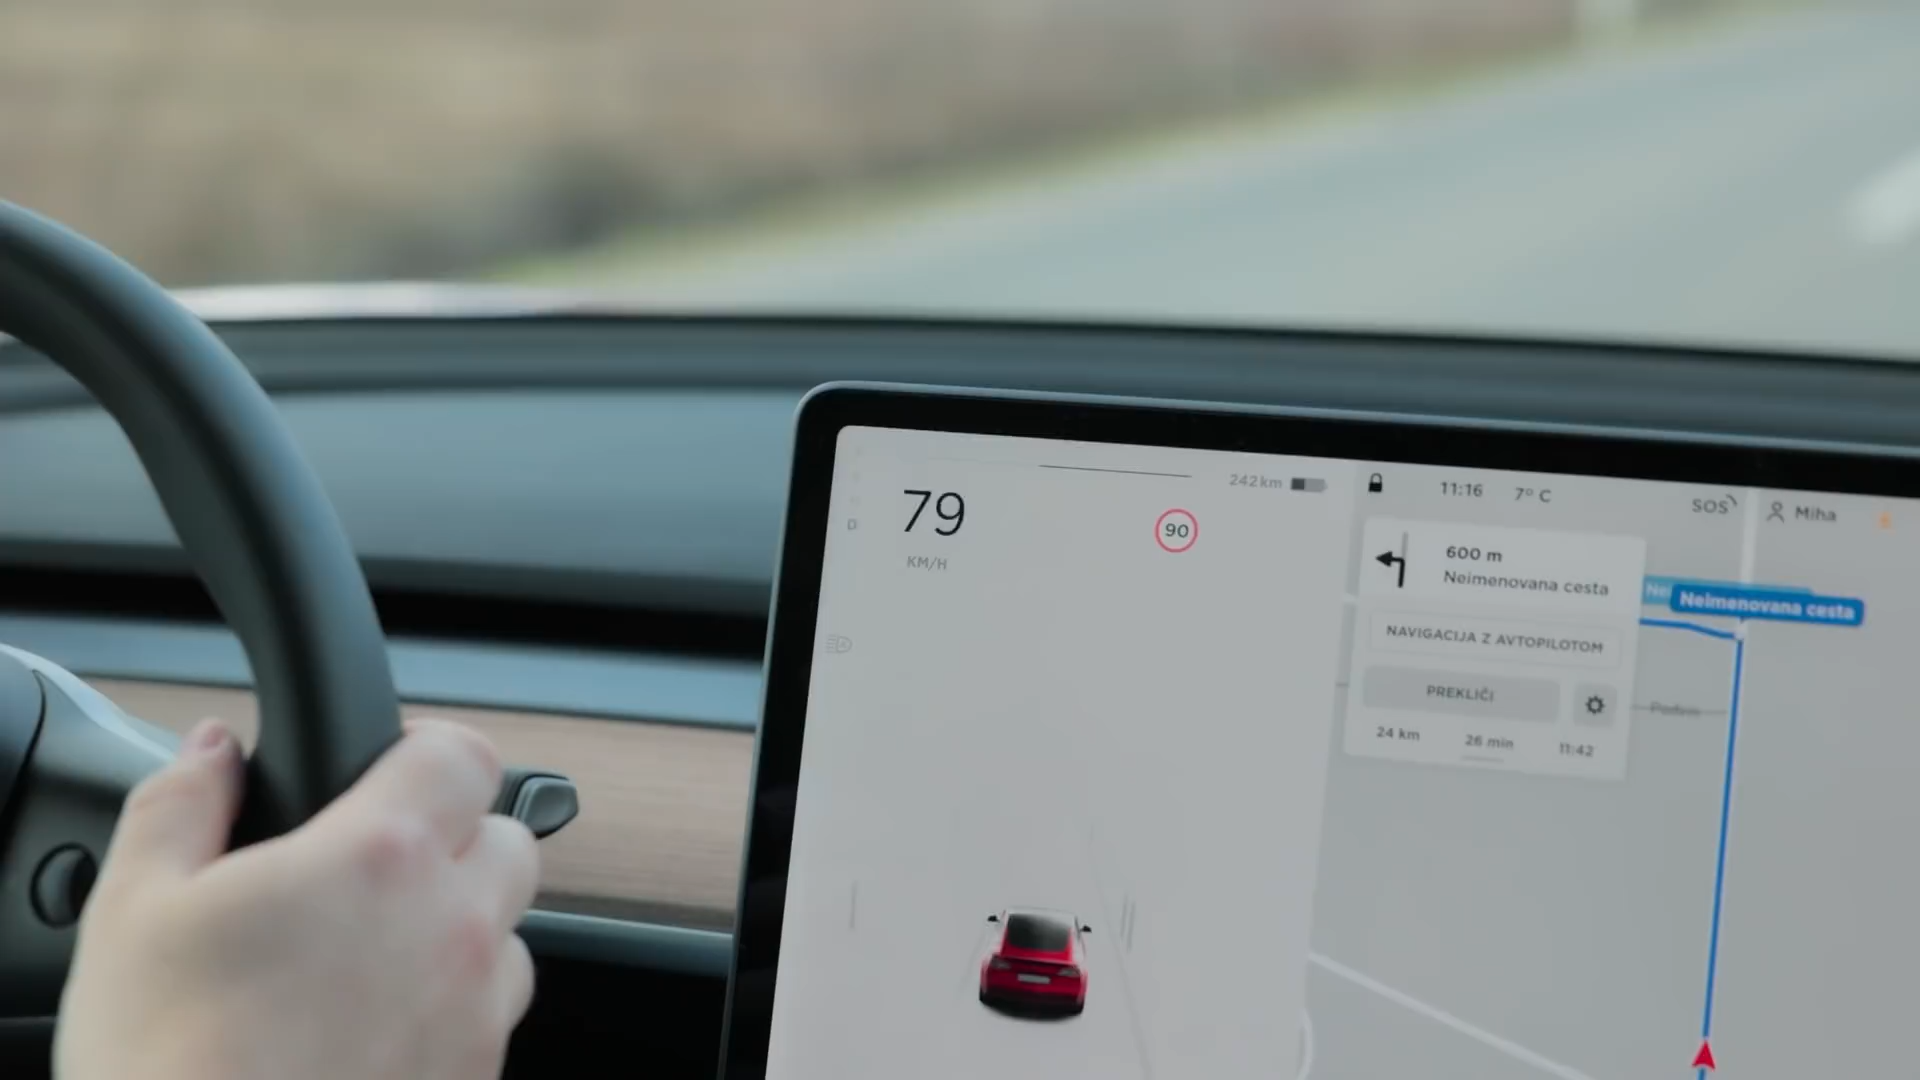 242 km
11:16 7° C
SOS
Miha
79
KM/H
D
90
600 m
Neimenovana cesta
Neimenovana cesta
NAVIGACIJA Z AVTOPILOTOM
PREKLIČI
24 km 26 min 11:42